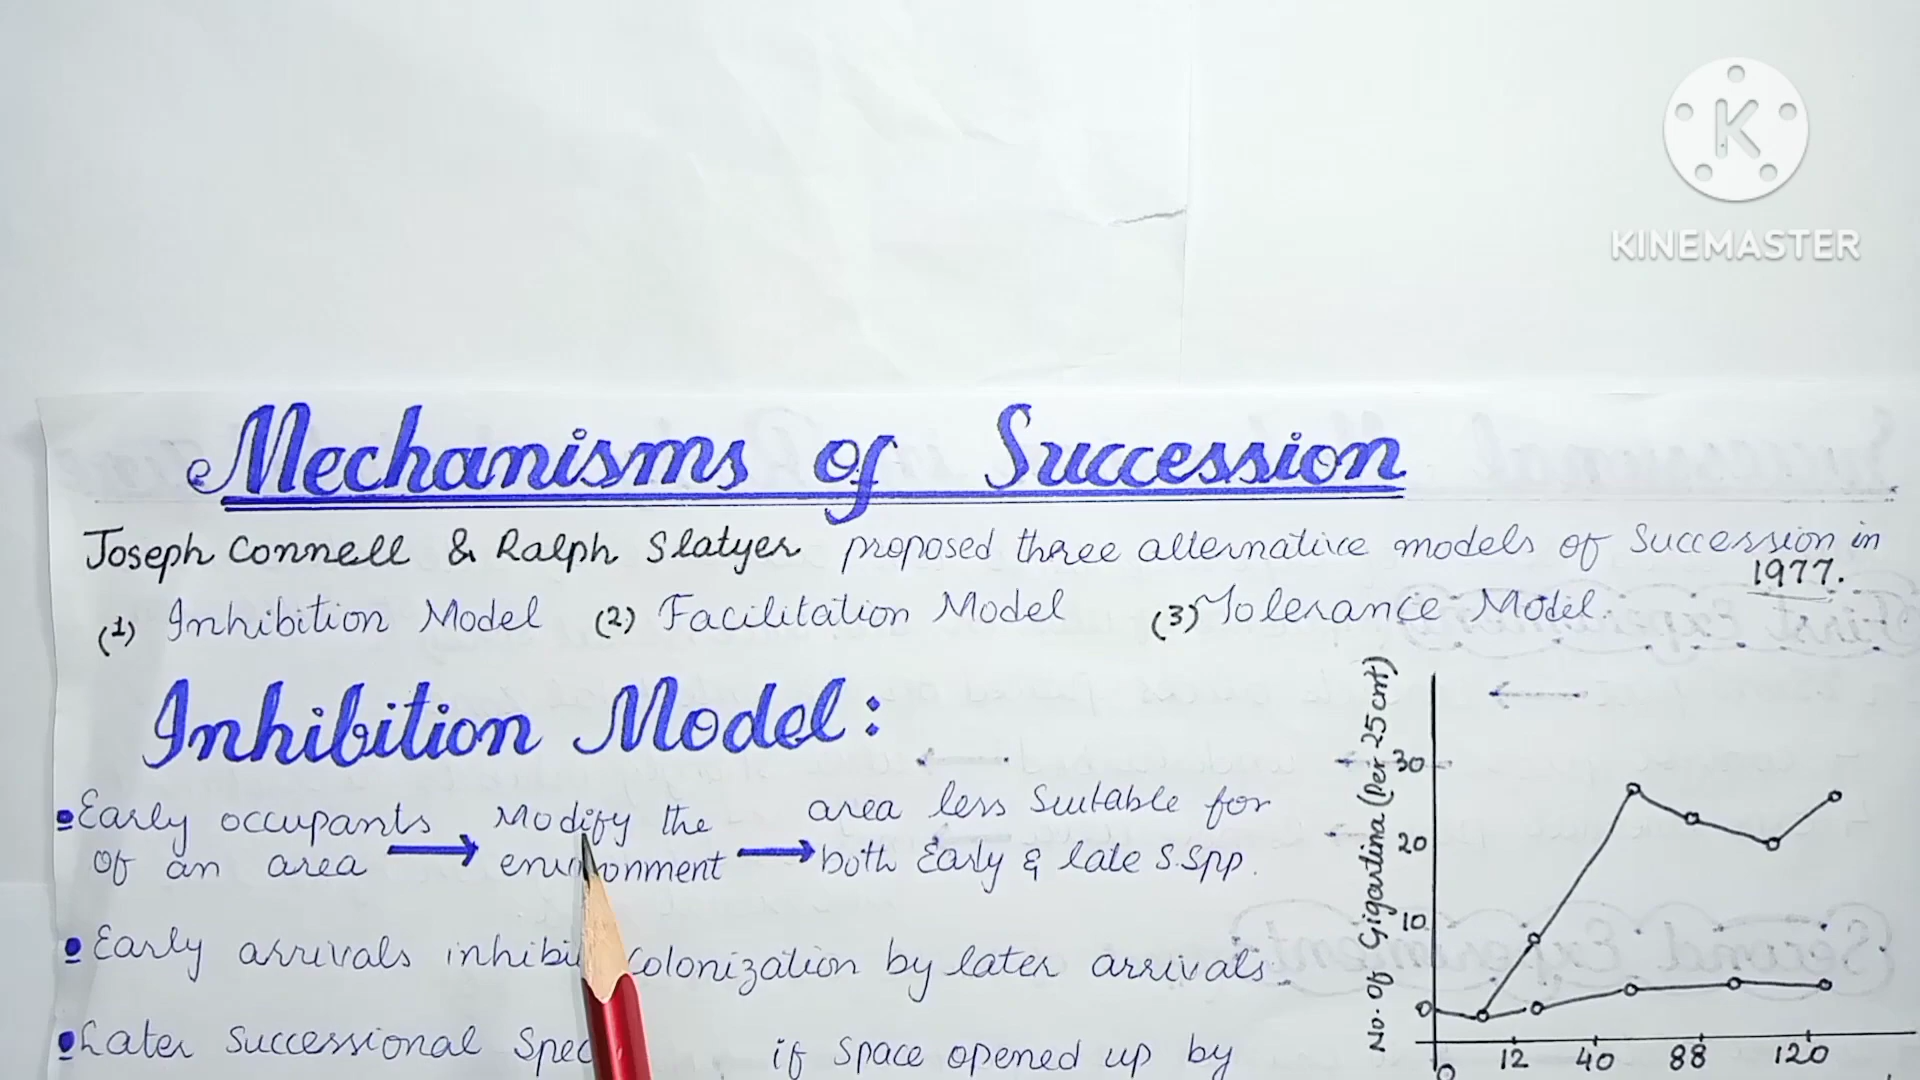 K
KINEMASTER
Mechanisms of Succession
Joseph Connell & Ralph Slatyer proposed three alternative models of Succession in
1977.
(1) Inhibition Model (2) Facilitation Model (3) Tolerance Model.
Inhibition Model:
Early occupants → Modify the → area less suitable for
of an area environment both Early & late S.Spp.
Early arrivals colonization by later arrivals
Later Successional if space opened up by
No. of Gigartina (per 25 cm²)
30
20
10
0
0 12 40 88 120